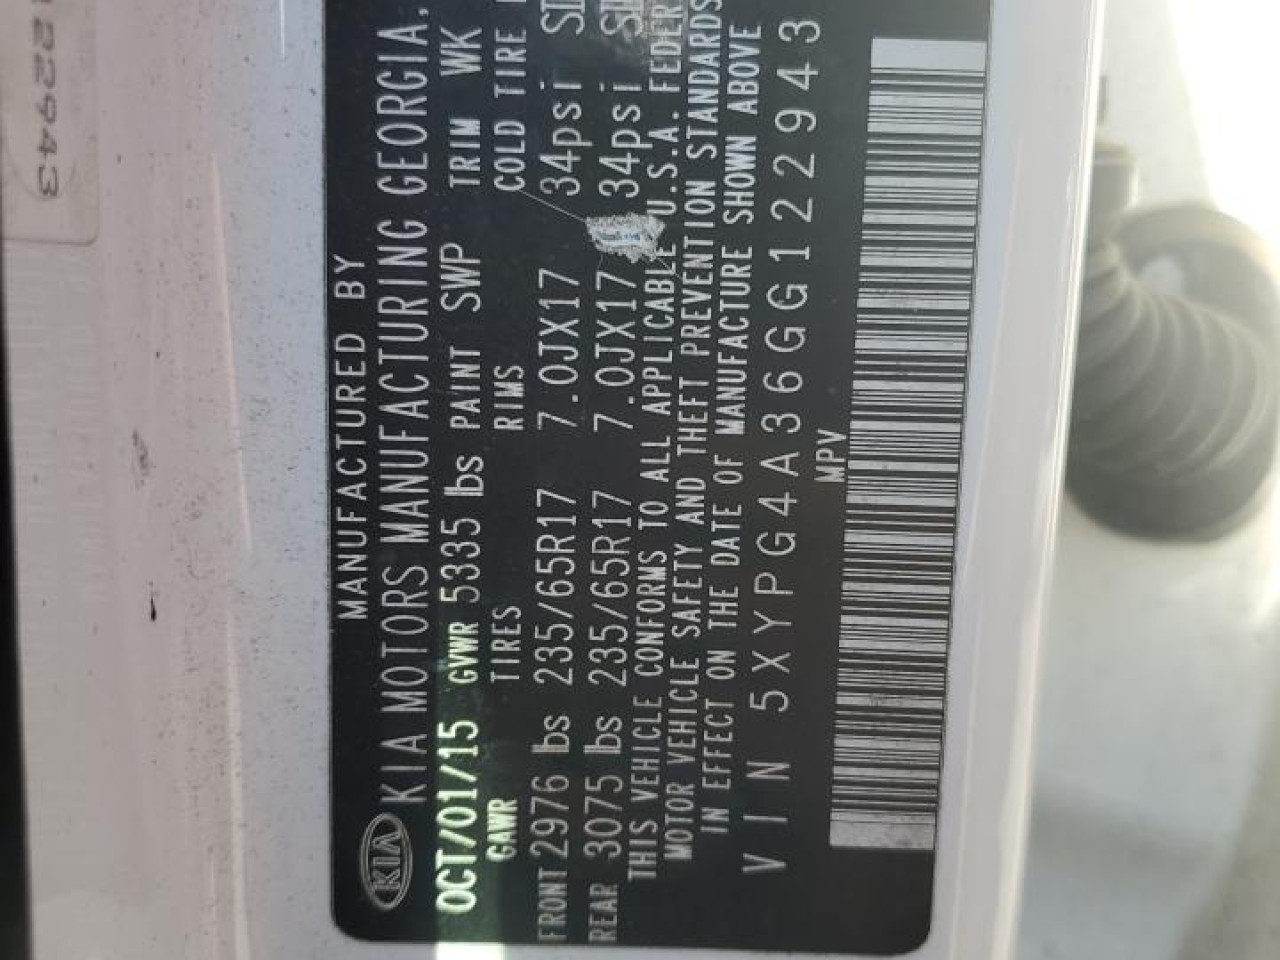 22943
MANUFACTURED BY
KIA KIA MOTORS MANUFACTURING GEORGIA.
OCT/01/15 GVWR 5335 lbs PAINT SWP TRIM WK
GAWR TIRES RIMS COLD TIRE
FRONT 2976 lbs 235/65R17 7.0JX17 34psi
REAR 3075 lbs 235/65R17 7.0JX17 34psi
THIS VEHICLE CONFORMS TO ALL APPLICABLE U.S.A. FEDER
MOTOR VEHICLE SAFETY AND THEFT PREVENTION STANDARDS
IN EFFECT ON THE DATE OF MANUFACTURE SHOWN ABOVE
VIN 5XYPG4A36GG122943
MPV